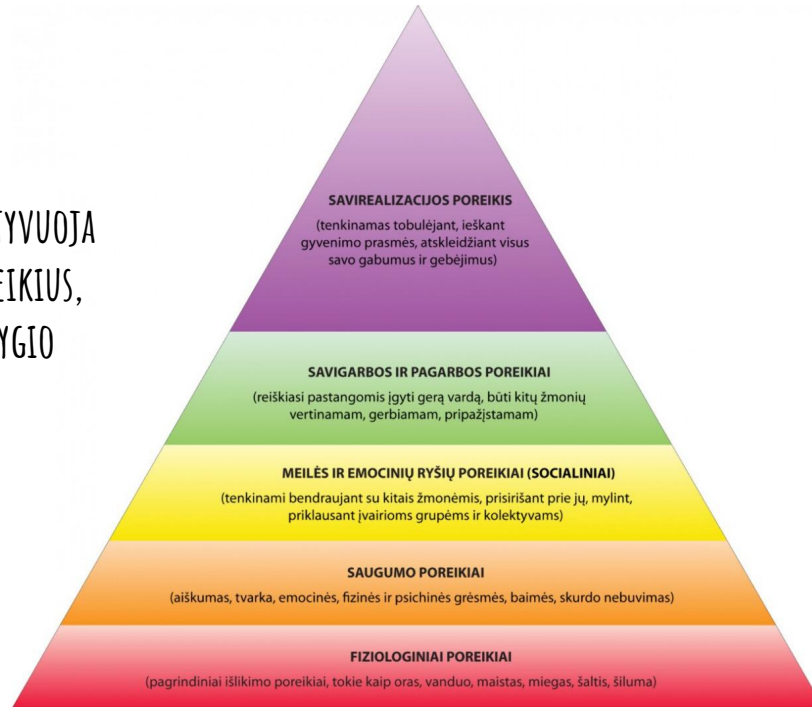 TYVUOJA
EIKIUS,
YGIO
SAVIREALIZACIJOS POREIKIS
(tenkinamas tobulėjant, ieškant
gyvenimo prasmės, atskleidžiant visus
savo gabumus ir gebėjimus)
SAVIGARBOS IR PAGARBOS POREIKIAI
(reiškiasi pastangomis įgyti gerą vardą, būti kitų žmonių
vertinamam, gerbiamam, pripažįstamam)
MEILĖS IR EMOCINIŲ RYŠIŲ POREIKIAI (SOCIALINIAI)
(tenkinami bendraujant su kitais žmonėmis, prisirišant prie jų, mylint,
priklausant įvairioms grupėms ir kolektyvams)
SAUGUMO POREIKIAI
(aiškumas, tvarka, emocinės, fizinės ir psichinės grėsmės, baimės, skurdo nebuvimas)
FIZIOLOGINIAI POREIKIAI
(pagrindiniai išlikimo poreikiai, tokie kaip oras, vanduo, maistas, miegas, šaltis, šiluma)